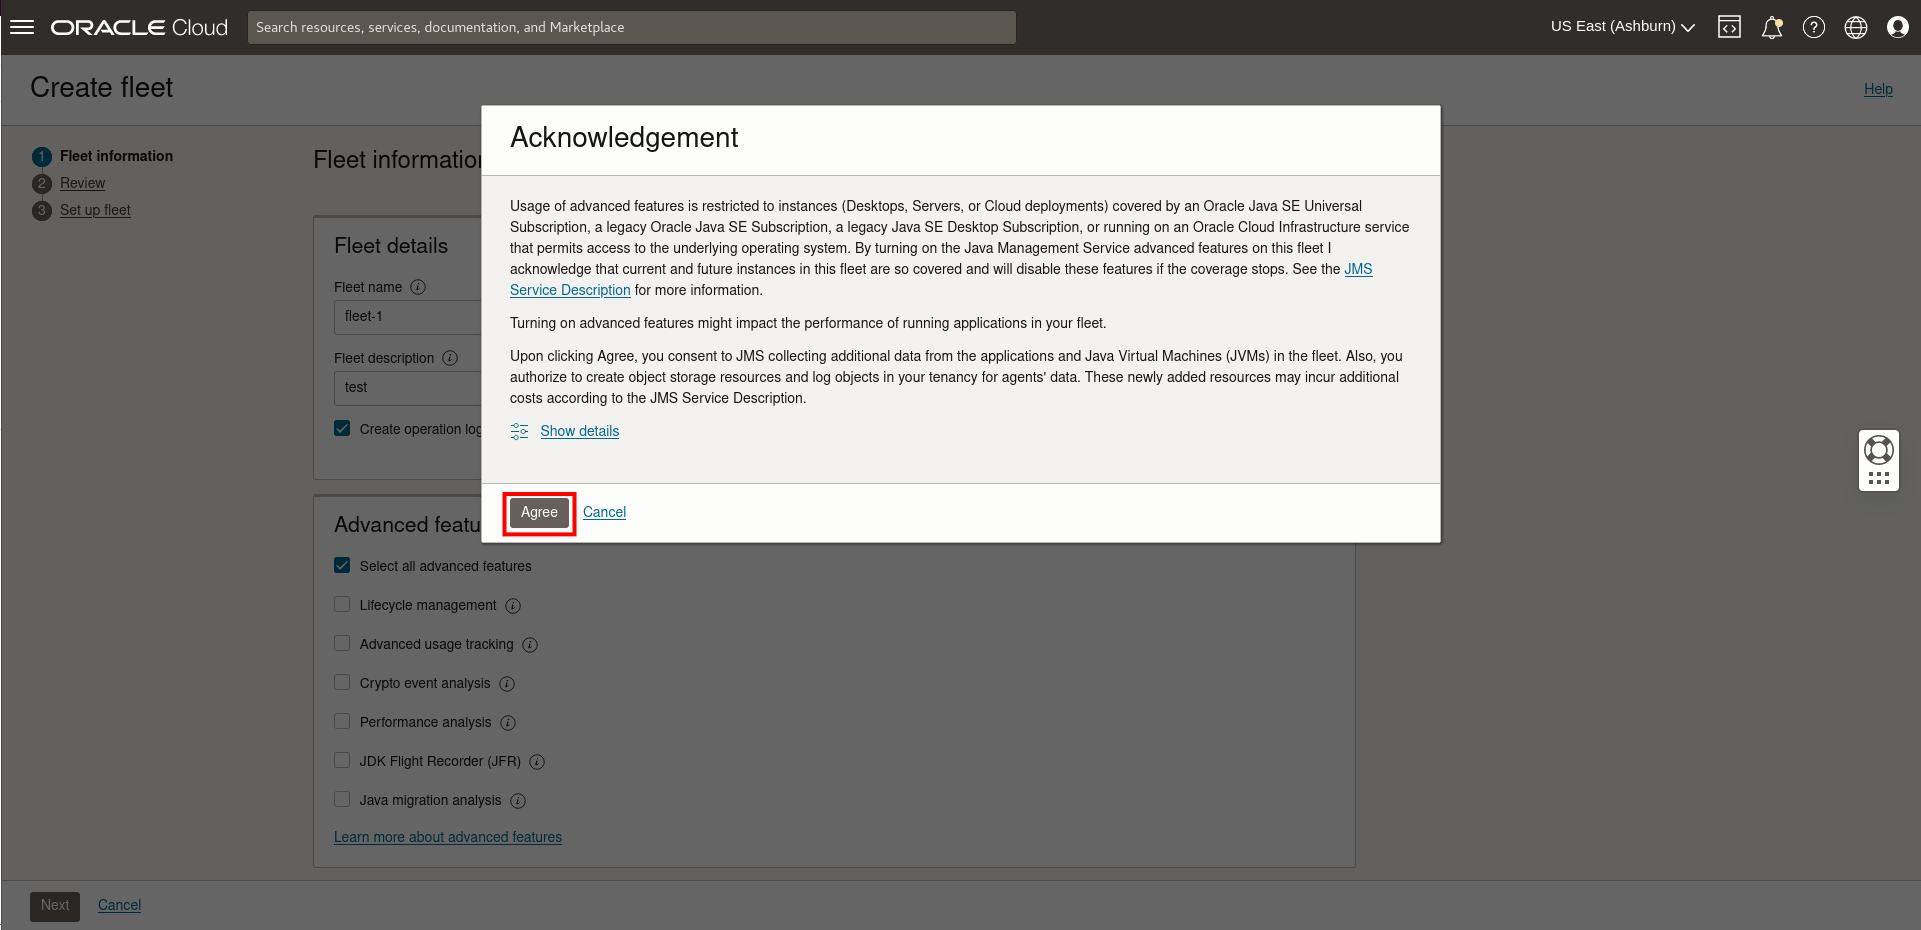 ORACLE Cloud
Search resources, services, documentation, and Marketplace
US East (Ashburn)
Create fleet
Help
1 Fleet information
2 Review
3 Set up fleet
Fleet information
Fleet details
Fleet name
fleet-1
Fleet description
test
Create operation log
Acknowledgement
Usage of advanced features is restricted to instances (Desktops, Servers, or Cloud deployments) covered by an Oracle Java SE Universal
Subscription, a legacy Oracle Java SE Subscription, a legacy Java SE Desktop Subscription, or running on an Oracle Cloud Infrastructure service
that permits access to the underlying operating system. By turning on the Java Management Service advanced features on this fleet I
acknowledge that current and future instances in this fleet are so covered and will disable these features if the coverage stops. See the JMS
Service Description for more information.
Turning on advanced features might impact the performance of running applications in your fleet.
Upon clicking Agree, you consent to JMS collecting additional data from the applications and Java Virtual Machines (JVMs) in the fleet. Also, you
authorize to create object storage resources and log objects in your tenancy for agents' data. These newly added resources may incur additional
costs according to the JMS Service Description.
Show details
Agree Cancel
Advanced featu
Select all advanced features
Lifecycle management
Advanced usage tracking
Crypto event analysis
Performance analysis
JDK Flight Recorder (JFR)
Java migration analysis
Learn more about advanced features
Next Cancel